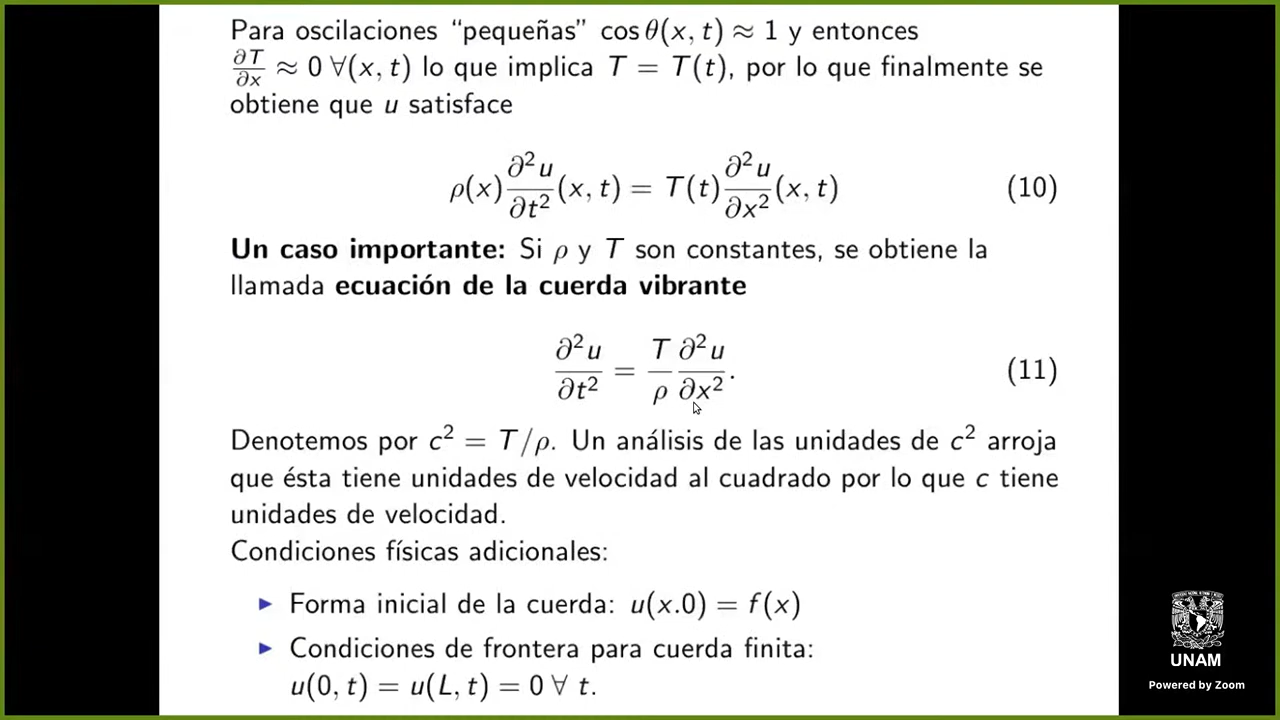 Para oscilaciones “pequeñas” cos θ(x, t) ≈ 1 y entonces
∂T/∂x ≈ 0 ∀(x, t) lo que implica T = T(t), por lo que finalmente se
obtiene que u satisface
ρ(x) ∂²u/∂t² (x, t) = T(t) ∂²u/∂x² (x, t) (10)
Un caso importante: Si ρ y T son constantes, se obtiene la
llamada ecuación de la cuerda vibrante
∂²u/∂t² = T/ρ ∂²u/∂x². (11)
Denotemos por c² = T/ρ. Un análisis de las unidades de c² arroja
que ésta tiene unidades de velocidad al cuadrado por lo que c tiene
unidades de velocidad.
Condiciones físicas adicionales:
▶ Forma inicial de la cuerda: u(x.0) = f(x)
▶ Condiciones de frontera para cuerda finita:
u(0, t) = u(L, t) = 0 ∀ t.
UNAM
Powered by Zoom